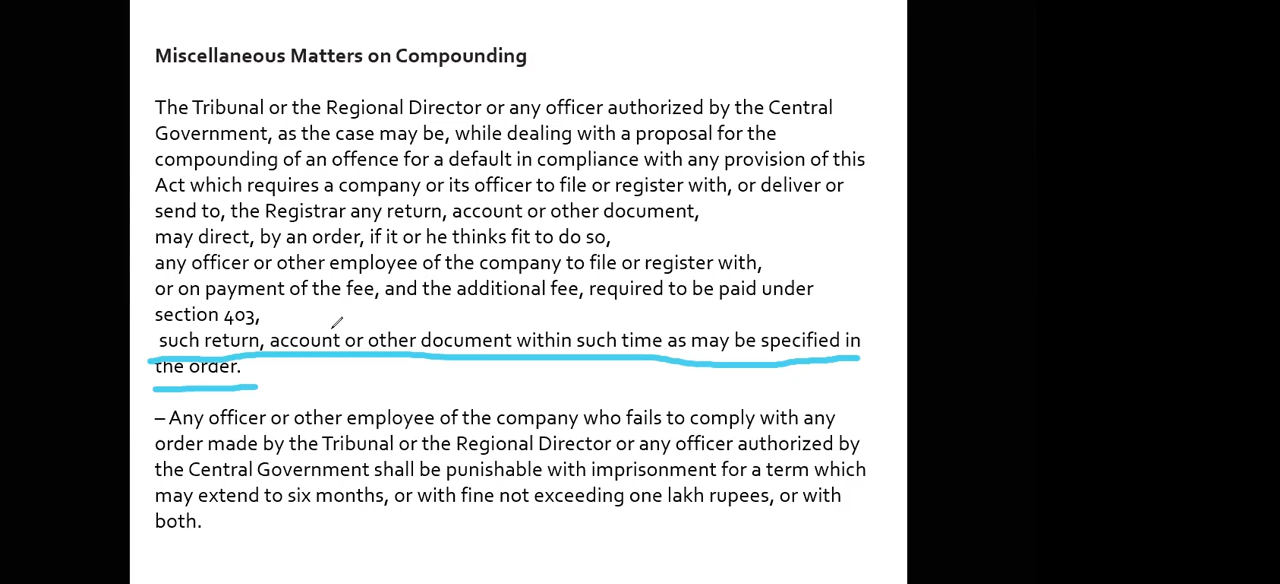 Miscellaneous Matters on Compounding
The Tribunal or the Regional Director or any officer authorized by the Central
Government, as the case may be, while dealing with a proposal for the
compounding of an offence for a default in compliance with any provision of this
Act which requires a company or its officer to file or register with, or deliver or
send to, the Registrar any return, account or other document,
may direct, by an order, if it or he thinks fit to do so,
any officer or other employee of the company to file or register with,
or on payment of the fee, and the additional fee, required to be paid under
section 403,
such return, account or other document within such time as may be specified in
the order.
– Any officer or other employee of the company who fails to comply with any
order made by the Tribunal or the Regional Director or any officer authorized by
the Central Government shall be punishable with imprisonment for a term which
may extend to six months, or with fine not exceeding one lakh rupees, or with
both.